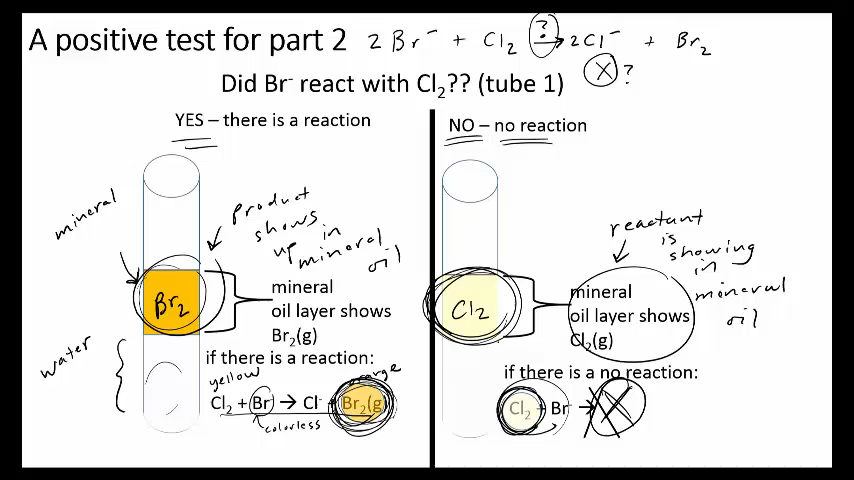 A positive test for part 2 2 Br⁻ + Cl₂ ? → 2Cl⁻ + Br₂
X ?
Did Br⁻ react with Cl₂?? (tube 1)
YES – there is a reaction
mineral
product
shows
up in
mineral
oil
Br₂
mineral
oil layer shows
Br₂(g)
water
if there is a reaction:
yellow orange
Cl₂ + Br⁻ → Cl⁻ + Br₂(g)
colorless
NO – no reaction
reactant
is
showing
in
mineral
oil
Cl₂
mineral
oil layer shows
Cl₂(g)
if there is a no reaction:
Cl₂ + Br⁻ → X